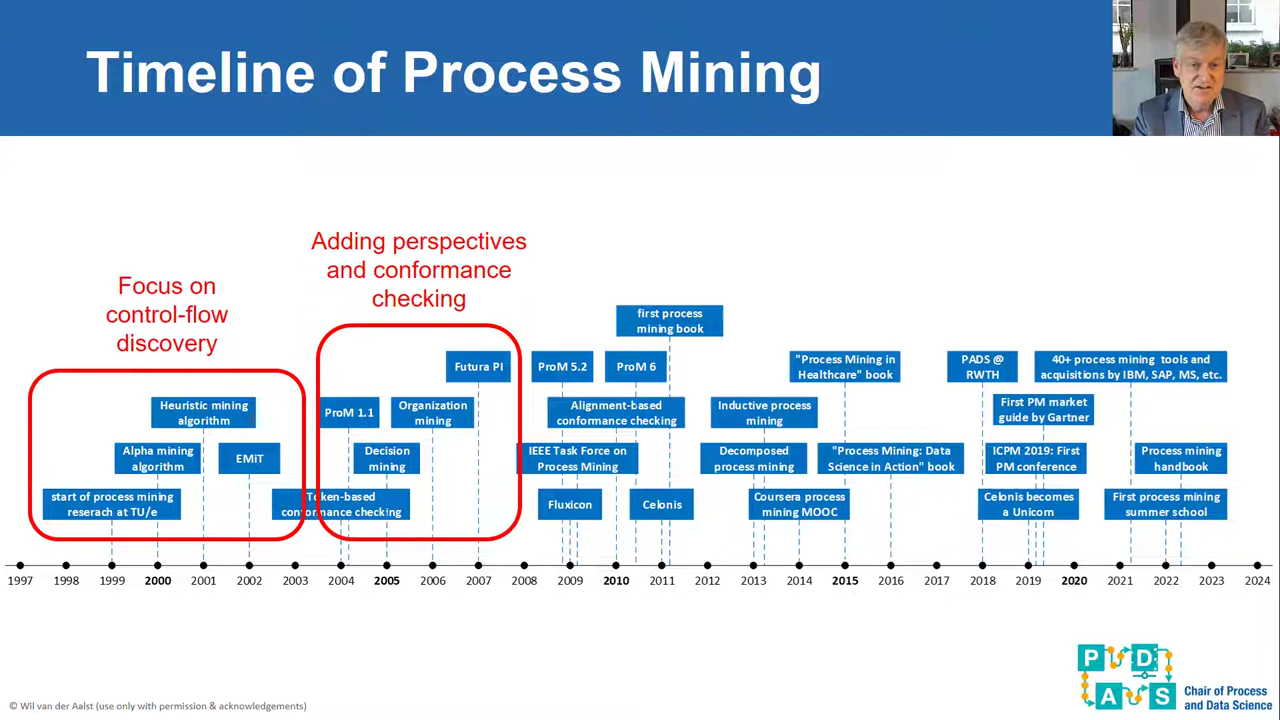 Timeline of Process Mining
Adding perspectives
and conformance
checking
Focus on
control-flow
discovery
first process
mining book
Futura PI
ProM 5.2
ProM 6
"Process Mining in
Healthcare" book
PADS @
RWTH
40+ process mining tools and
acquisitions by IBM, SAP, MS, etc.
Heuristic mining
algorithm
ProM 1.1
Organization
mining
Alignment-based
conformance checking
Inductive process
mining
First PM market
guide by Gartner
Alpha mining
algorithm
EMiT
Decision
mining
IEEE Task Force on
Process Mining
Decomposed
process mining
"Process Mining: Data
Science in Action" book
ICPM 2019: First
PM conference
Process mining
handbook
start of process mining
reserach at TU/e
Token-based
conformance checking
Fluxicon
Celonis
Coursera process
mining MOOC
Celonis becomes
a Unicorn
First process mining
summer school
1997 1998 1999 2000 2001 2002 2003 2004 2005 2006 2007 2008 2009 2010 2011 2012 2013 2014 2015 2016 2017 2018 2019 2020 2021 2022 2023 2024
P D
A S
Chair of Process
and Data Science
© Wil van der Aalst (use only with permission & acknowledgements)